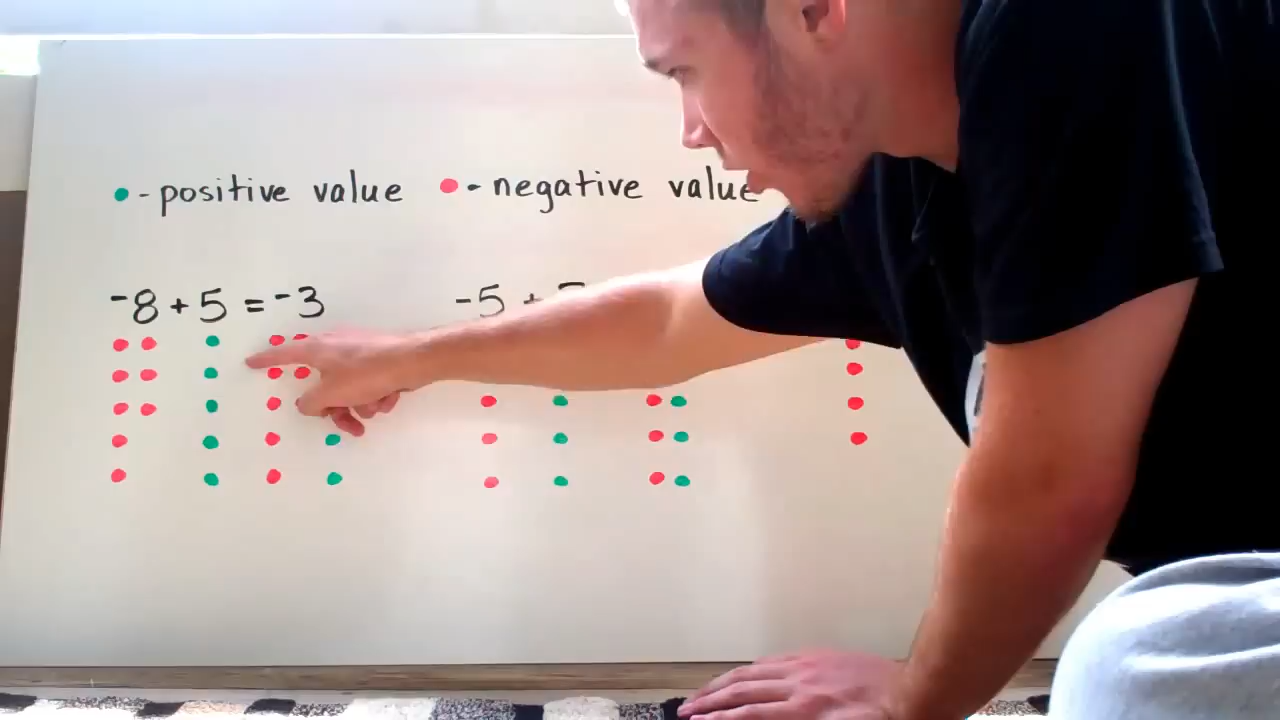 - positive value - negative value
-8 + 5 = -3 -5 +